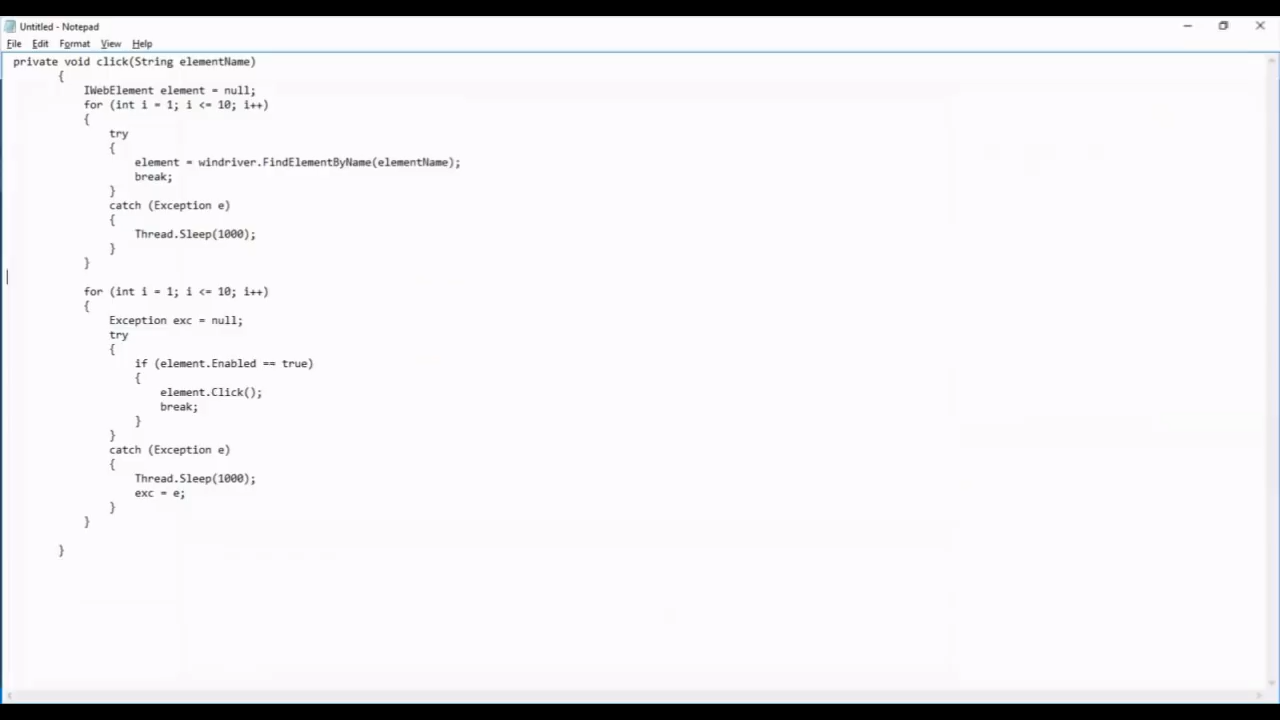 Untitled - Notepad
File Edit Format View Help
private void click(String elementName)
{
IWebElement element = null;
for (int i = 1; i <= 10; i++)
{
try
{
element = windriver.FindElementByName(elementName);
break;
}
catch (Exception e)
{
Thread.Sleep(1000);
}
}
for (int i = 1; i <= 10; i++)
{
Exception exc = null;
try
{
if (element.Enabled == true)
{
element.Click();
break;
}
}
catch (Exception e)
{
Thread.Sleep(1000);
exc = e;
}
}
}